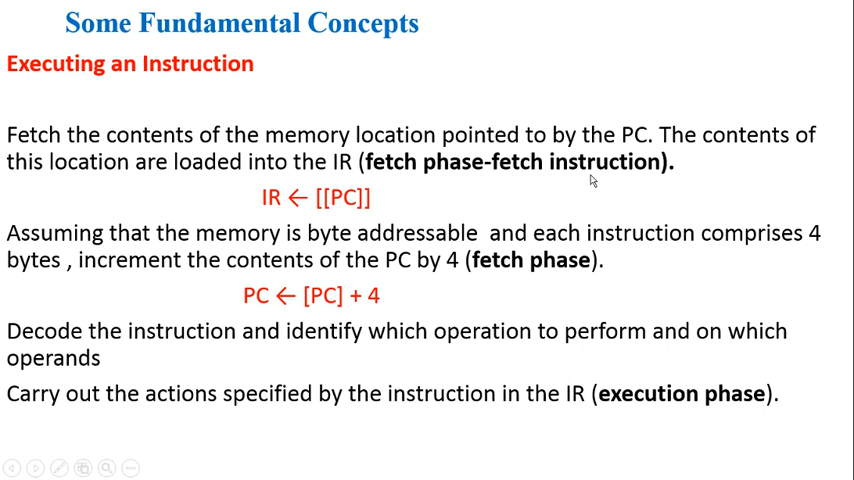 Some Fundamental Concepts
Executing an Instruction
Fetch the contents of the memory location pointed to by the PC. The contents of
this location are loaded into the IR (fetch phase-fetch instruction).
IR ← [[PC]]
Assuming that the memory is byte addressable and each instruction comprises 4
bytes , increment the contents of the PC by 4 (fetch phase).
PC ← [PC] + 4
Decode the instruction and identify which operation to perform and on which
operands
Carry out the actions specified by the instruction in the IR (execution phase).